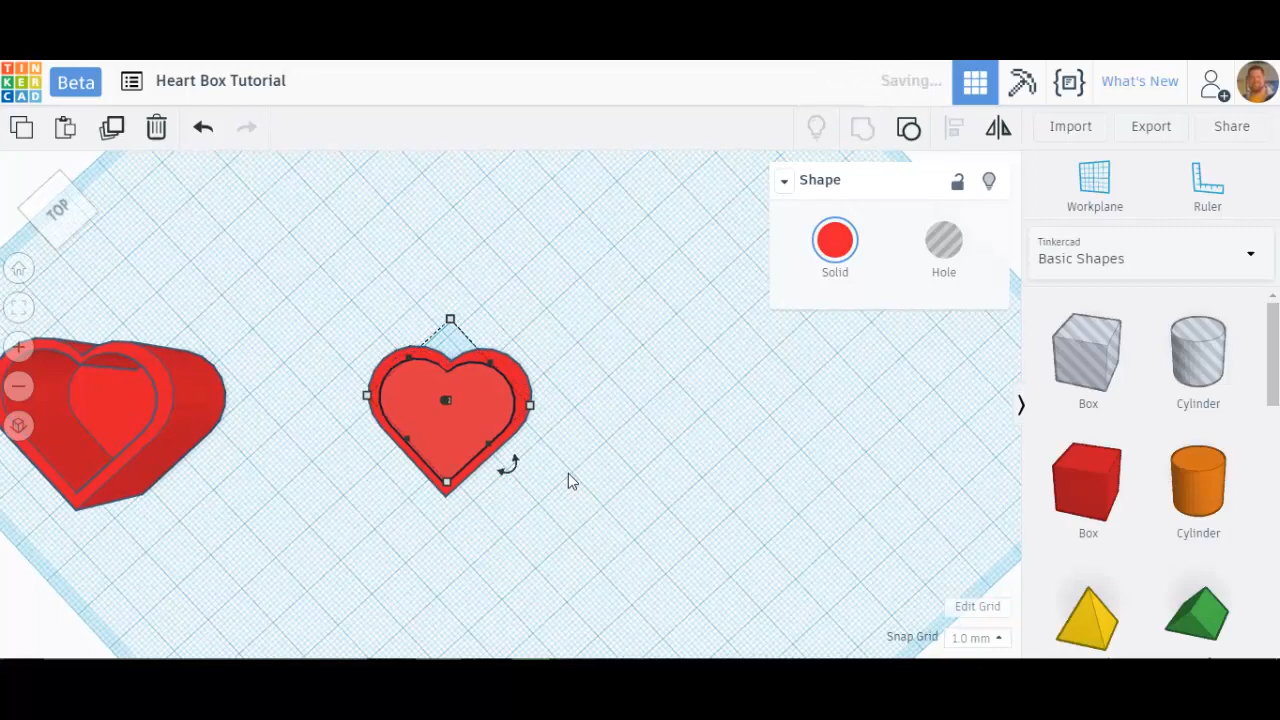 TIN
KER
CAD
Beta
Heart Box Tutorial
Saving...
What's New
Import
Export
Share
TOP
Shape
Solid
Hole
Workplane
Ruler
Tinkercad
Basic Shapes
Box
Cylinder
Box
Cylinder
Edit Grid
Snap Grid
1.0 mm